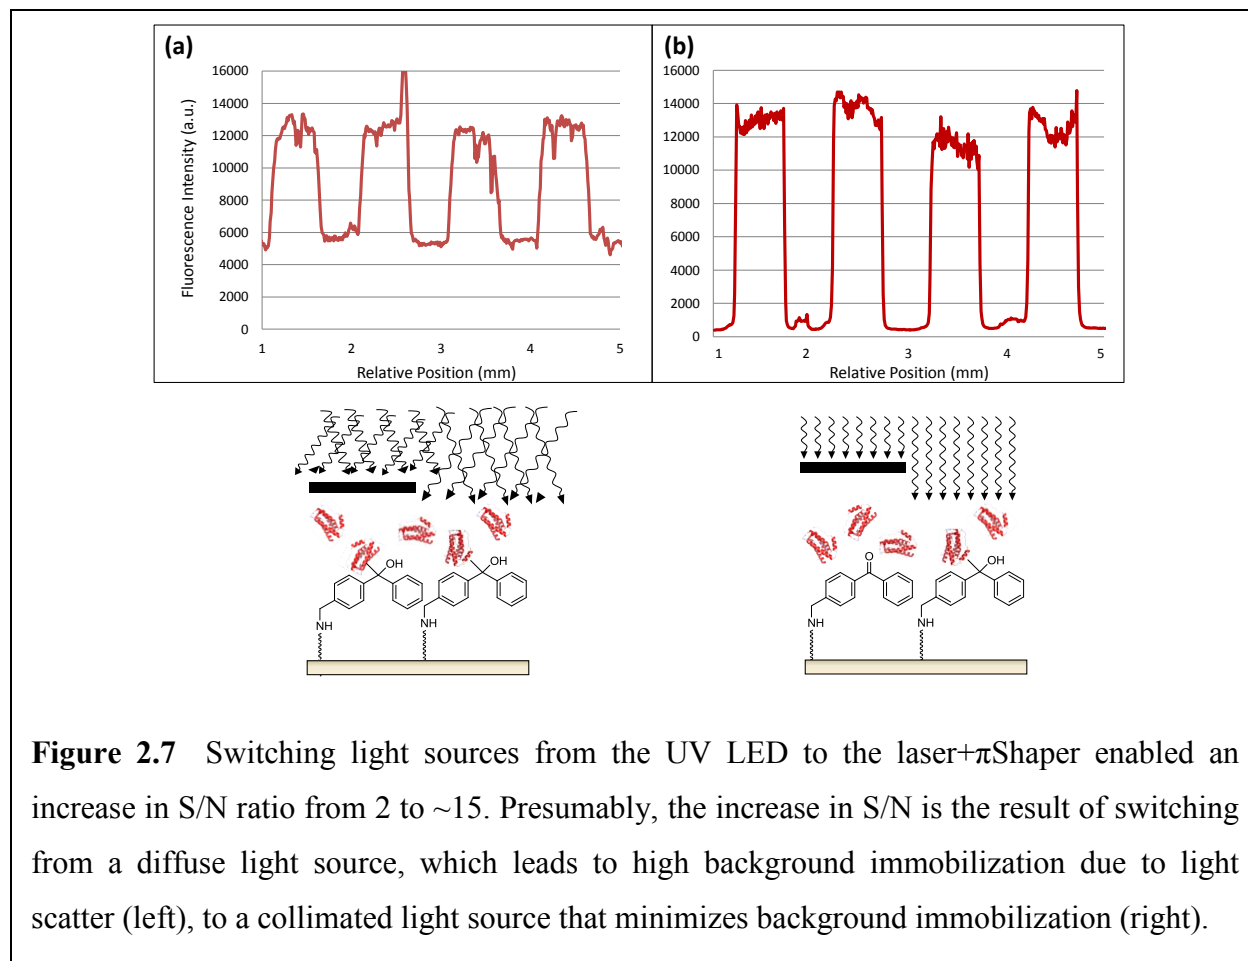 (a)
16000
14000
12000
10000
8000
6000
4000
2000
0
Fluorescence Intensity (a.u.)
1 2 3 4 5
Relative Position (mm)
(b)
16000
14000
12000
10000
8000
6000
4000
2000
0
1 2 3 4 5
Relative Position (mm)
OH
OH
NH
NH
O
OH
NH
NH
Figure 2.7 Switching light sources from the UV LED to the laser+πShaper enabled an
increase in S/N ratio from 2 to ~15. Presumably, the increase in S/N is the result of switching
from a diffuse light source, which leads to high background immobilization due to light
scatter (left), to a collimated light source that minimizes background immobilization (right).